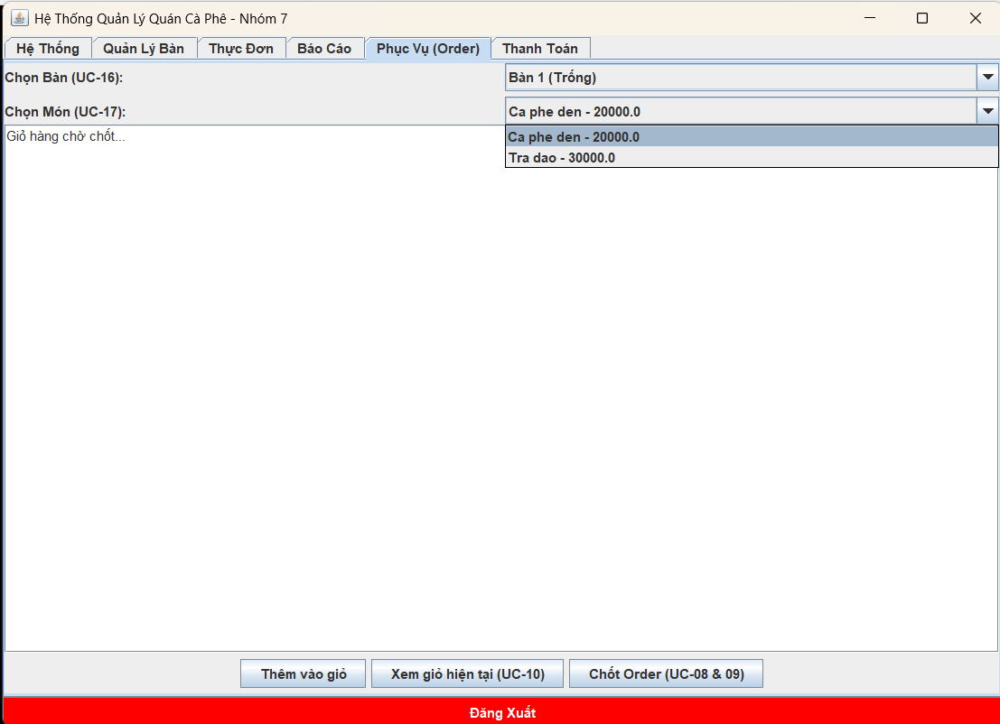 Hệ Thống Quản Lý Quán Cà Phê - Nhóm 7
Hệ Thống Quản Lý Bàn Thực Đơn Báo Cáo Phục Vụ (Order) Thanh Toán
Chọn Bàn (UC-16): Bàn 1 (Trống)
Chọn Món (UC-17): Ca phe den - 20000.0
Giỏ hàng chờ chốt... Ca phe den - 20000.0
Tra dao - 30000.0
Thêm vào giỏ Xem giỏ hiện tại (UC-10) Chốt Order (UC-08 & 09)
Đăng Xuất